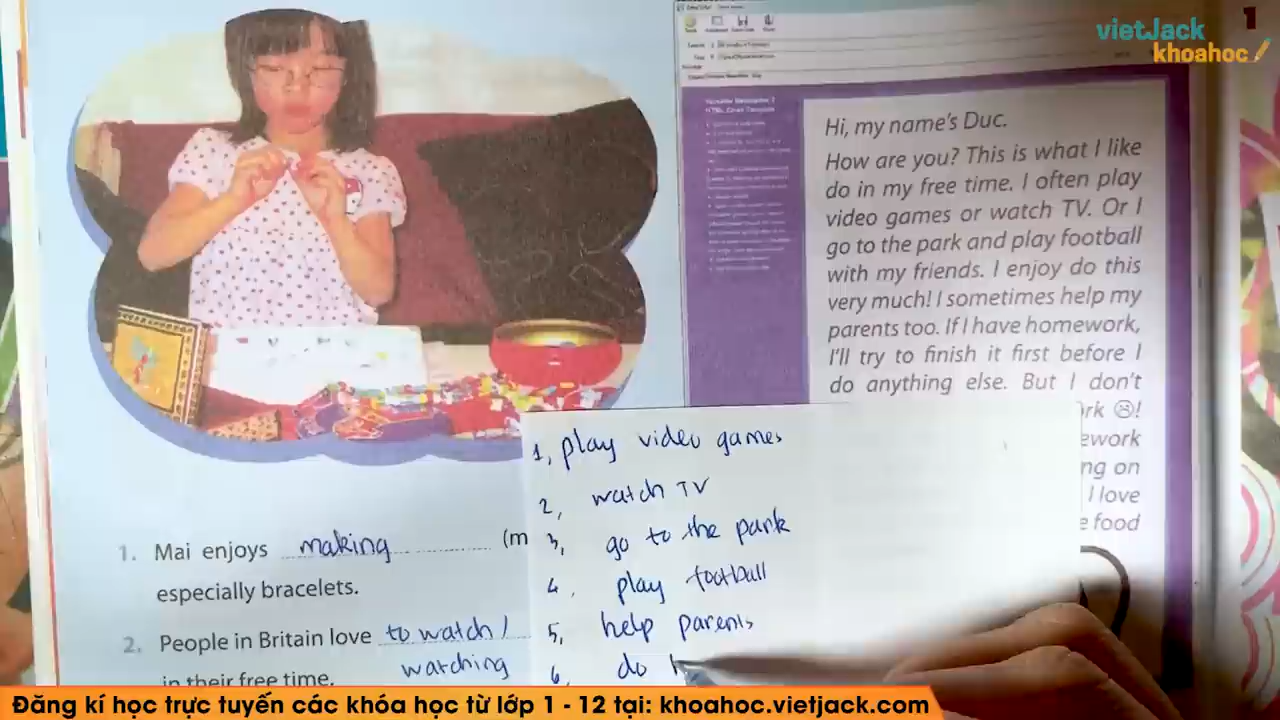 1
vietJack
khoahoc
Hi, my name's Duc.
How are you? This is what I like
do in my free time. I often play
video games or watch TV. Or I
go to the park and play football
with my friends. I enjoy do this
very much! I sometimes help my
parents too. If I have homework,
I'll try to finish it first before I
do anything else. But I don't
rk ☹!
ework
ng on
I love
e food
1, play video games
2, watch TV
3, go to the park
4, play football
5, help parents
6, do h
1. Mai enjoys making (m
especially bracelets.
2. People in Britain love to watch /
watching
in their free time.
Đăng kí học trực tuyến các khóa học từ lớp 1 - 12 tại: khoahoc.vietjack.com